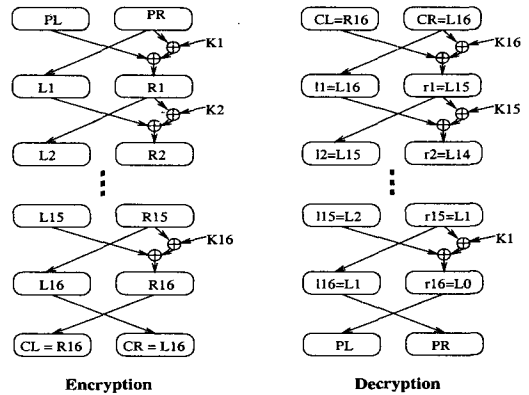 PL PR
K1
L1 R1
K2
L2 R2
L15 R15
K16
L16 R16
CL = R16 CR = L16
Encryption
CL=R16 CR=L16
K16
l1=L16 r1=L15
K15
l2=L15 r2=L14
l15=L2 r15=L1
K1
l16=L1 r16=L0
PL PR
Decryption